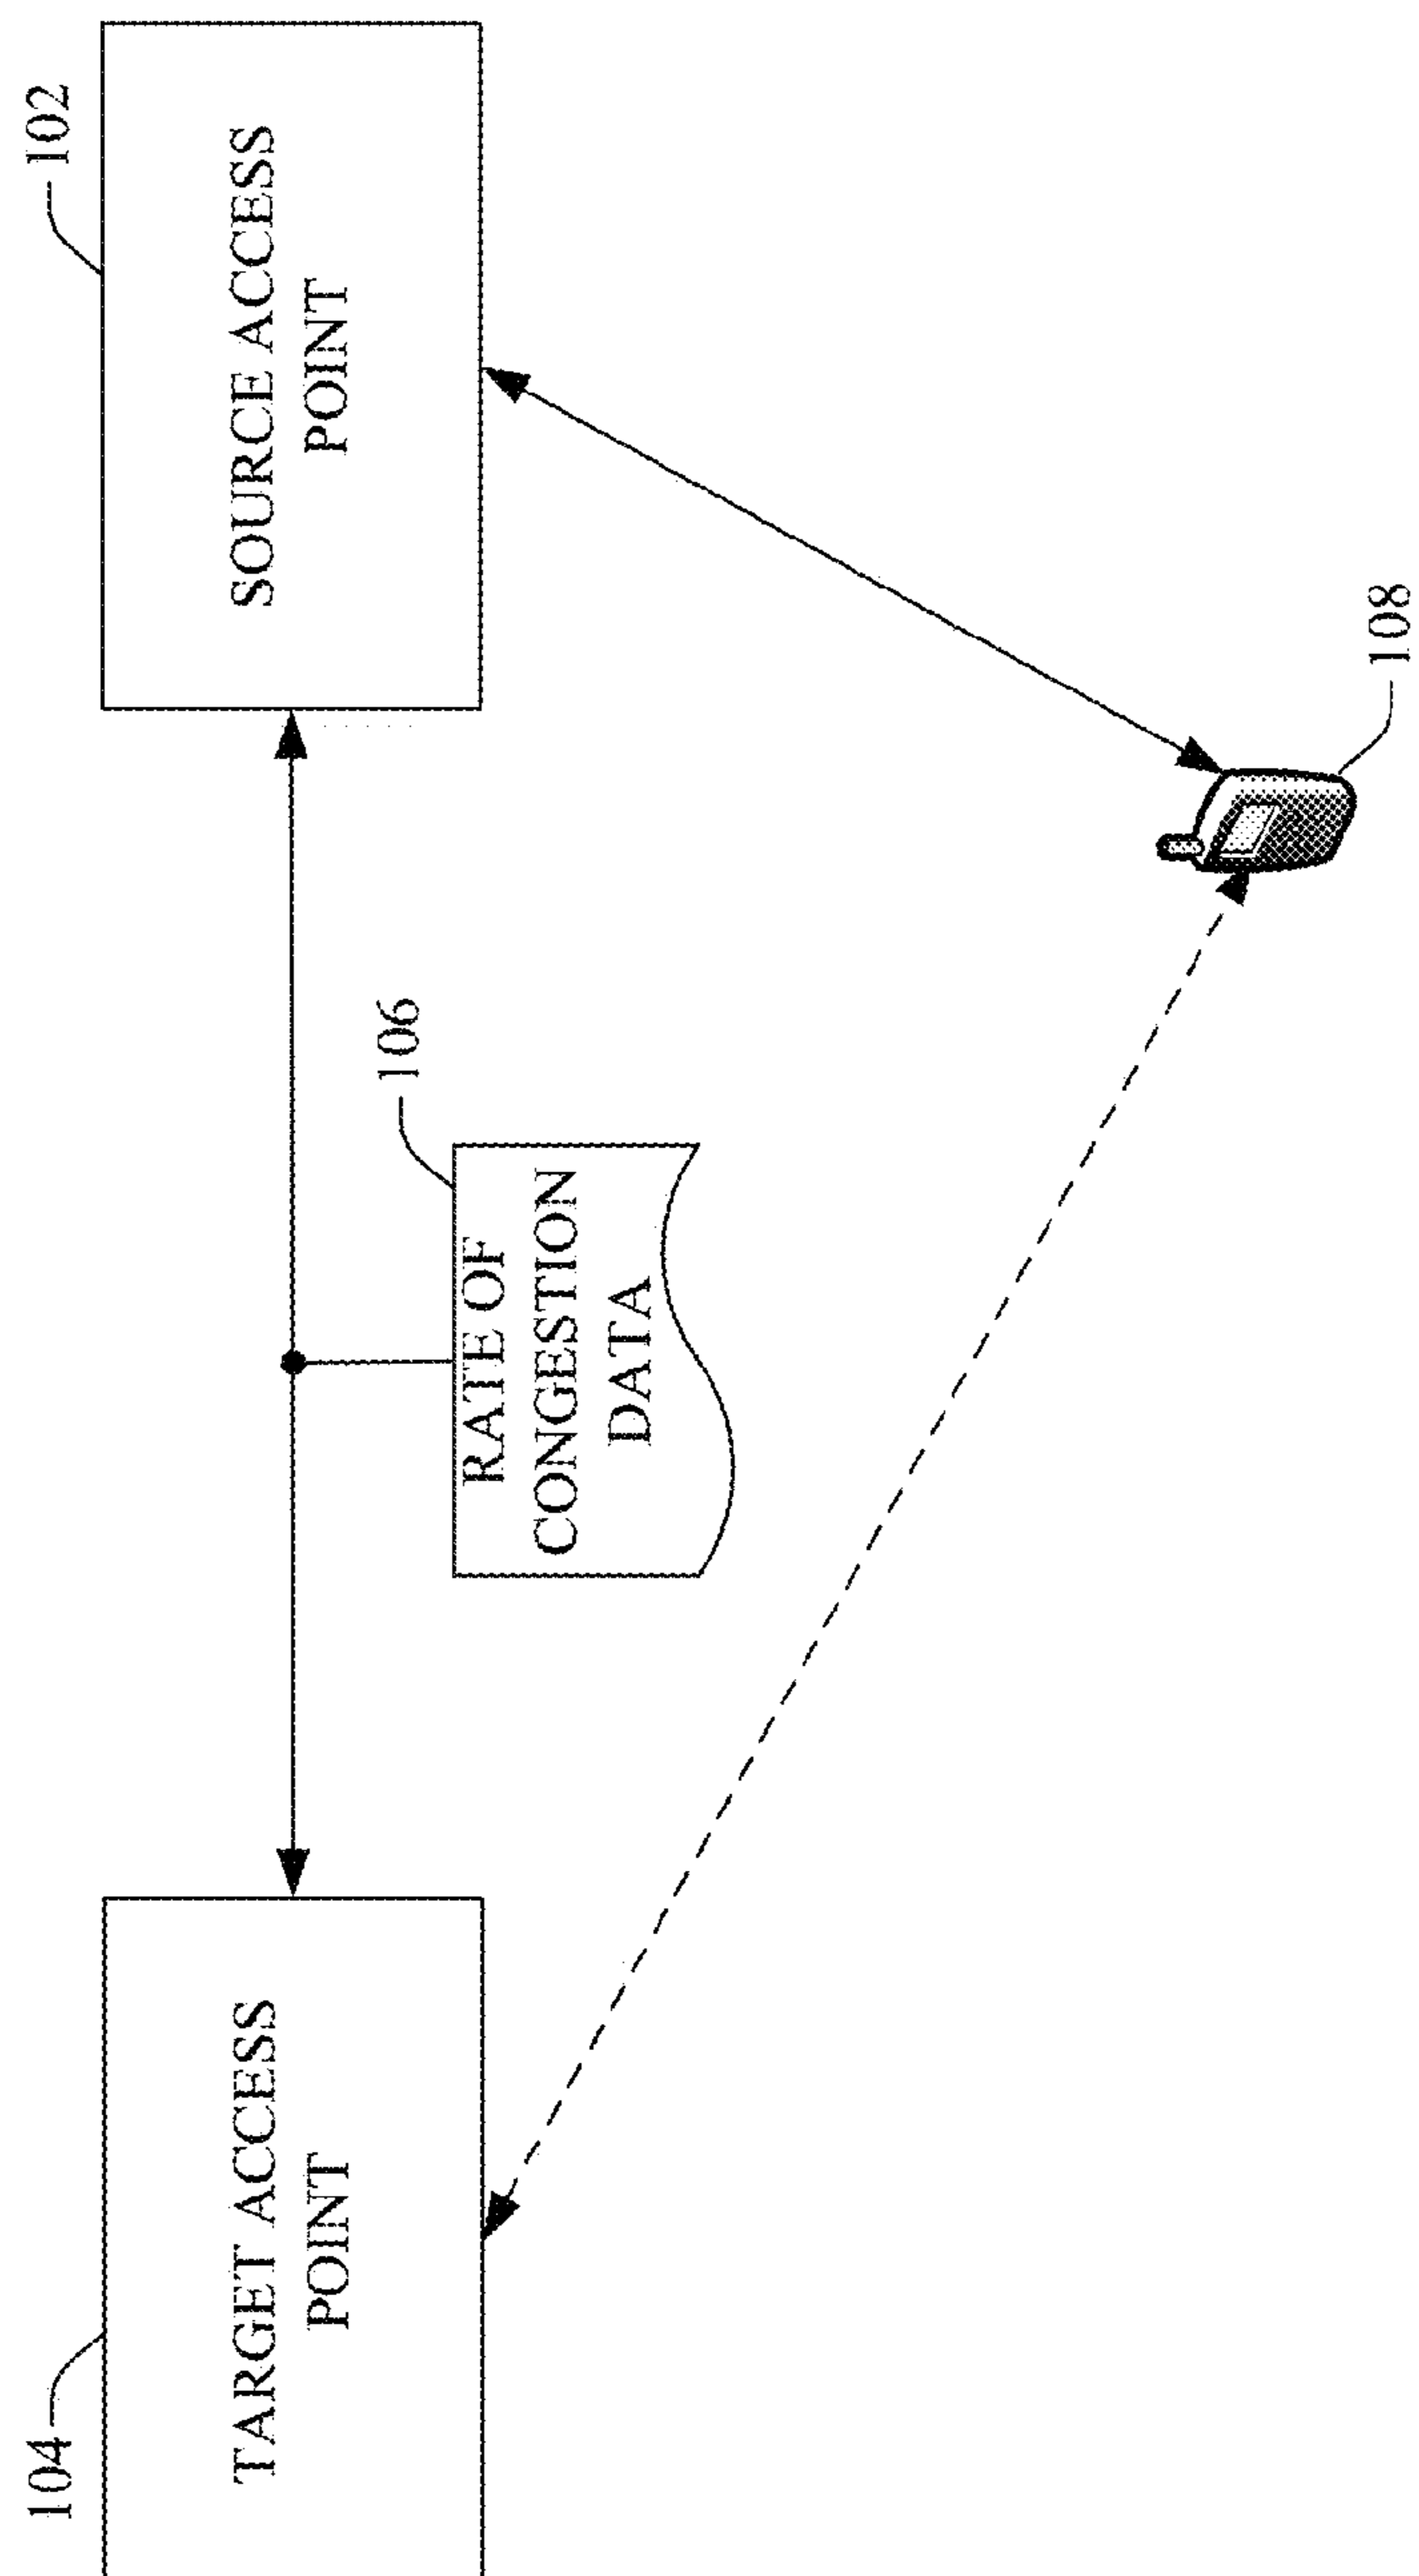 104
TARGET ACCESS
POINT
102
SOURCE ACCESS
POINT
106
RATE OF
CONGESTION
DATA
108